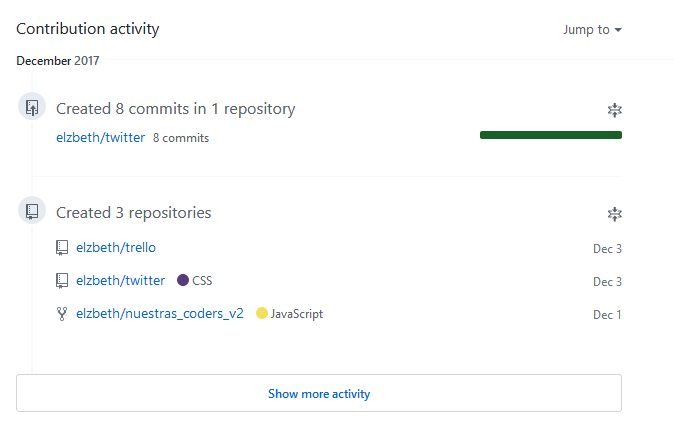 Contribution activity
Jump to
December 2017
Created 8 commits in 1 repository
elzbeth/twitter 8 commits
Created 3 repositories
elzbeth/trello Dec 3
elzbeth/twitter CSS Dec 3
elzbeth/nuestras_coders_v2 JavaScript Dec 1
Show more activity